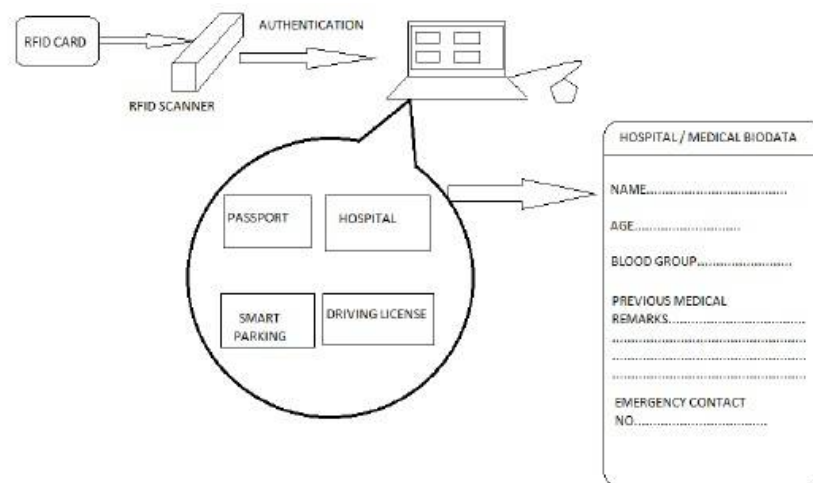 AUTHENTICATION
RFID CARD
RFID SCANNER
HOSPITAL / MEDICAL BIODATA
NAME.......................................
AGE.............................
BLOOD GROUP..........................
PREVIOUS MEDICAL
REMARKS......................................
......................................................
......................................................
......................................................
EMERGENCY CONTACT
NO.....................................
PASSPORT
HOSPITAL
SMART
PARKING
DRIVING LICENSE